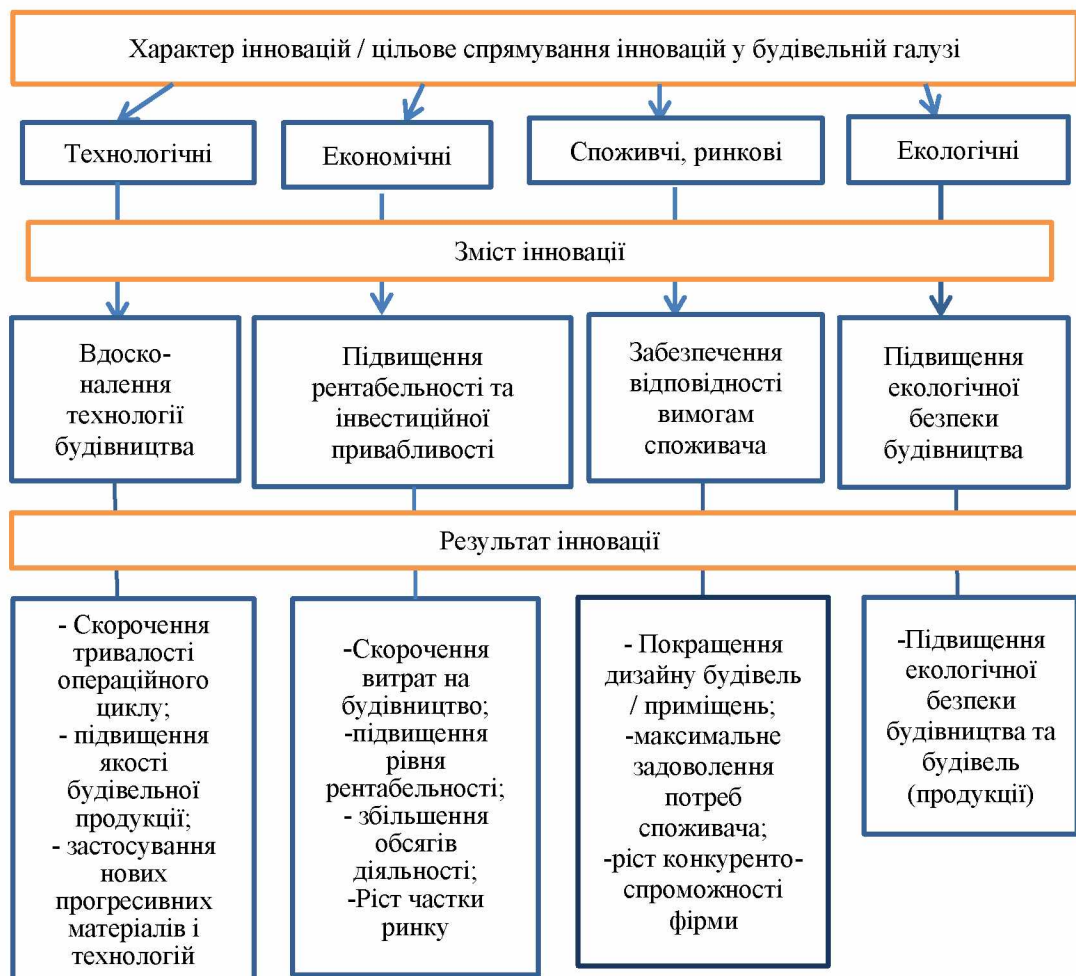 Характер інновацій / цільове спрямування інновацій у будівельній галузі
Технологічні
Економічні
Споживчі, ринкові
Екологічні
Зміст інновації
Вдоско-
налення
технології
будівництва
Підвищення
рентабельності та
інвестиційної
привабливості
Забезпечення
відповідності
вимогам
споживача
Підвищення
екологічної
безпеки
будівництва
Результат інновації
- Скорочення
тривалості
операційного
циклу;
- підвищення
якості
будівельної
продукції;
- застосування
нових
прогресивних
матеріалів і
технологій
-Скорочення
витрат на
будівництво;
-підвищення
рівня
рентабельності;
- збільшення
обсягів
діяльності;
-Ріст частки
ринку
- Покращення
дизайну будівель
/ приміщень;
-максимальне
задоволення
потреб
споживача;
-ріст конкуренто-
спроможності
фірми
-Підвищення
екологічної
безпеки
будівництва та
будівель
(продукції)